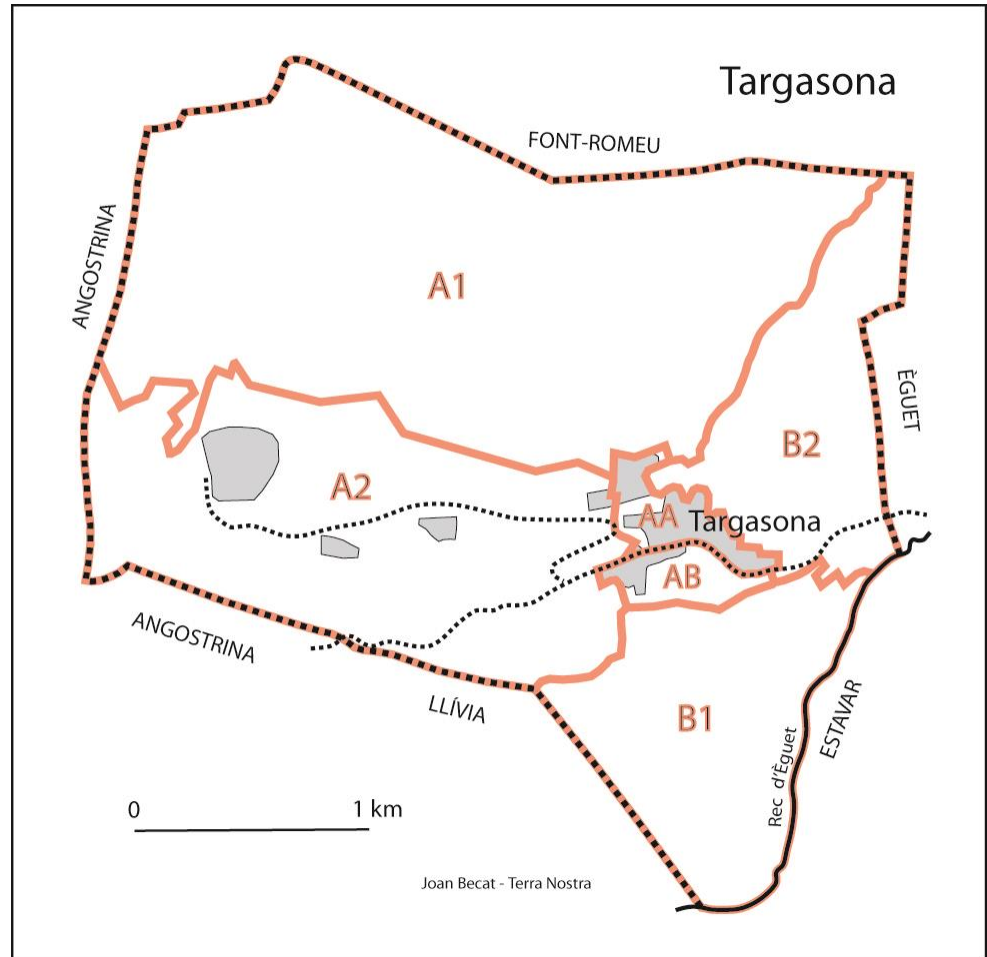 Targasona
FONT-ROMEU
ANGOSTRINA
A1
ÈGUET
B2
A2
AA
Targasona
AB
ANGOSTRINA
LLÍVIA
B1
ESTAVAR
Rec d'Èguet
0 1 km
Joan Becat - Terra Nostra